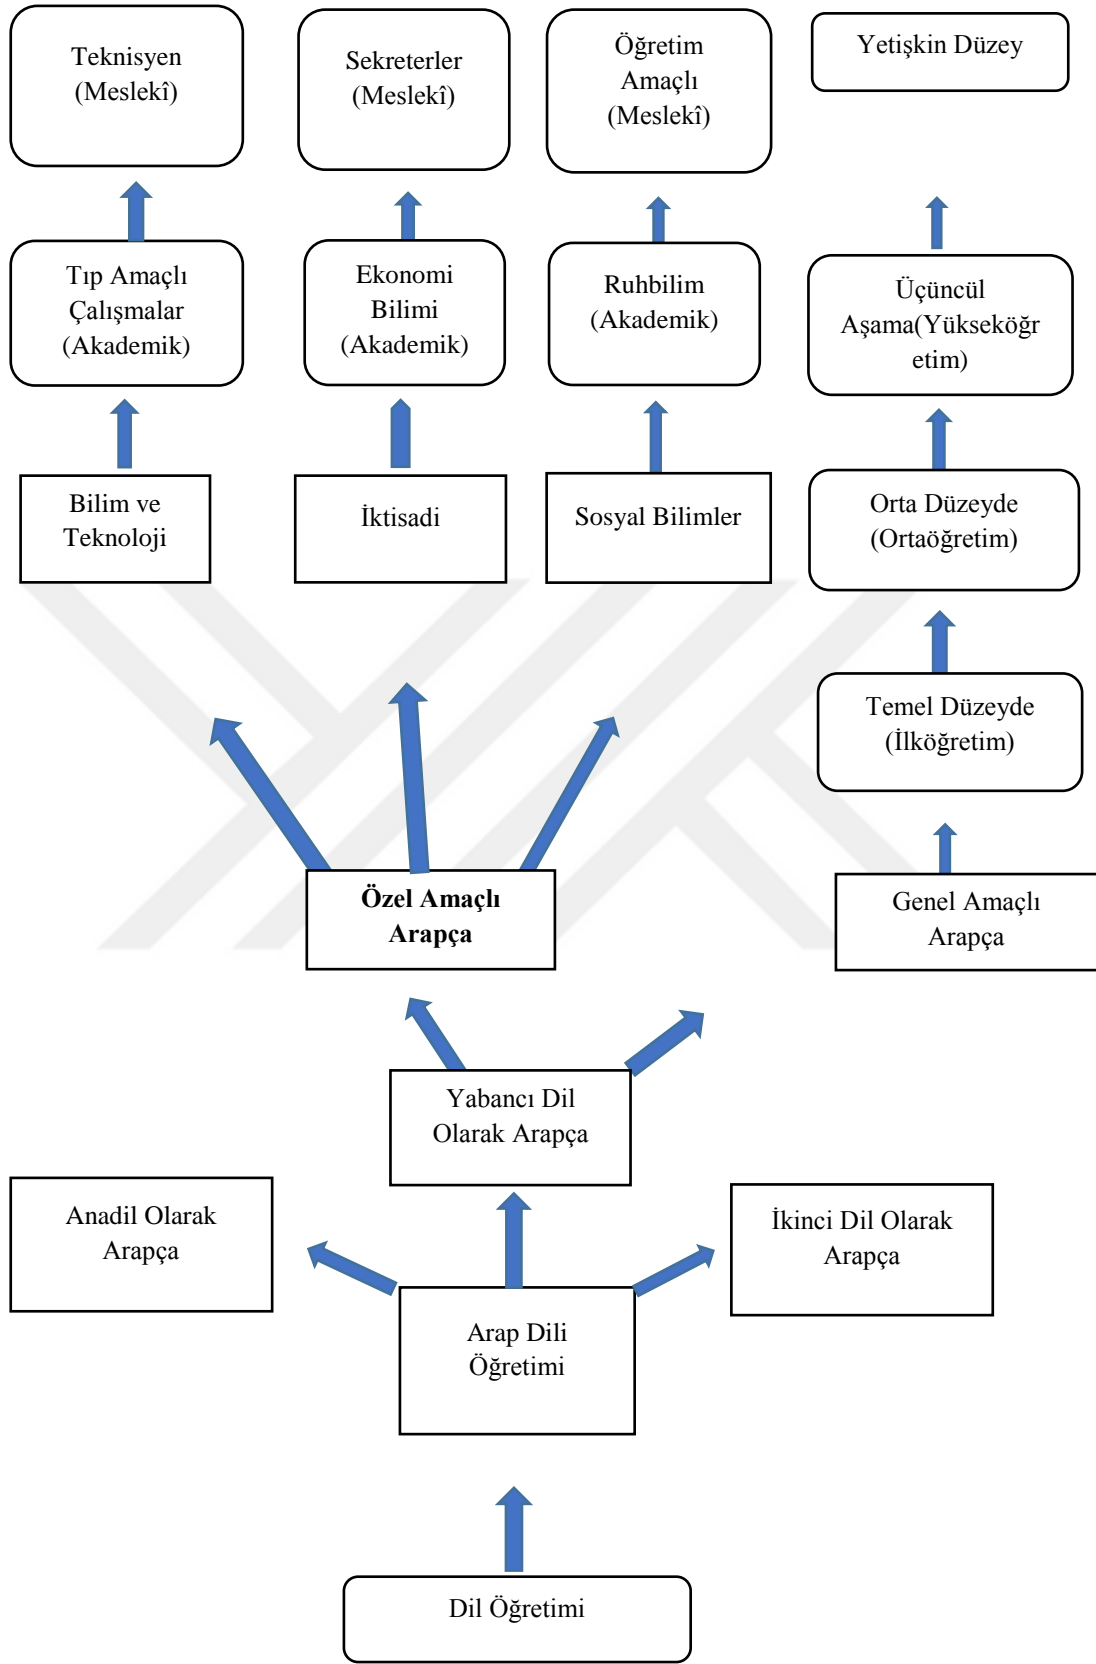 Teknisyen
(Meslekî)
Sekreterler
(Meslekî)
Öğretim
Amaçlı
(Meslekî)
Yetişkin Düzey
Tıp Amaçlı
Çalışmalar
(Akademik)
Ekonomi
Bilimi
(Akademik)
Ruhbilim
(Akademik)
Üçüncül
Aşama(Yükseköğr
etim)
Bilim ve
Teknoloji
İktisadi
Sosyal Bilimler
Orta Düzeyde
(Ortaöğretim)
Temel Düzeyde
(İlköğretim)
Özel Amaçlı
Arapça
Genel Amaçlı
Arapça
Yabancı Dil
Olarak Arapça
Anadil Olarak
Arapça
İkinci Dil Olarak
Arapça
Arap Dili
Öğretimi
Dil Öğretimi